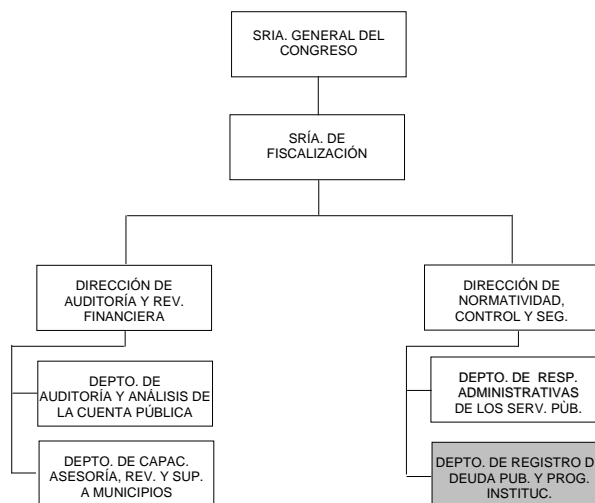 SRIA. GENERAL DEL
CONGRESO
SRÍA. DE
FISCALIZACIÓN
DIRECCIÓN DE
AUDITORÍA Y REV.
FINANCIERA
DIRECCIÓN DE
NORMATIVIDAD,
CONTROL Y SEG.
DEPTO. DE
AUDITORÍA Y ANÁLISIS DE
LA CUENTA PÚBLICA
DEPTO. DE RESP.
ADMINISTRATIVAS
DE LOS SERV. PÙB.
DEPTO. DE CAPAC.
ASESORÍA, REV. Y SUP.
A MUNICIPIOS
DEPTO. DE REGISTRO D
DEUDA PUB. Y PROG.
INSTITUC.